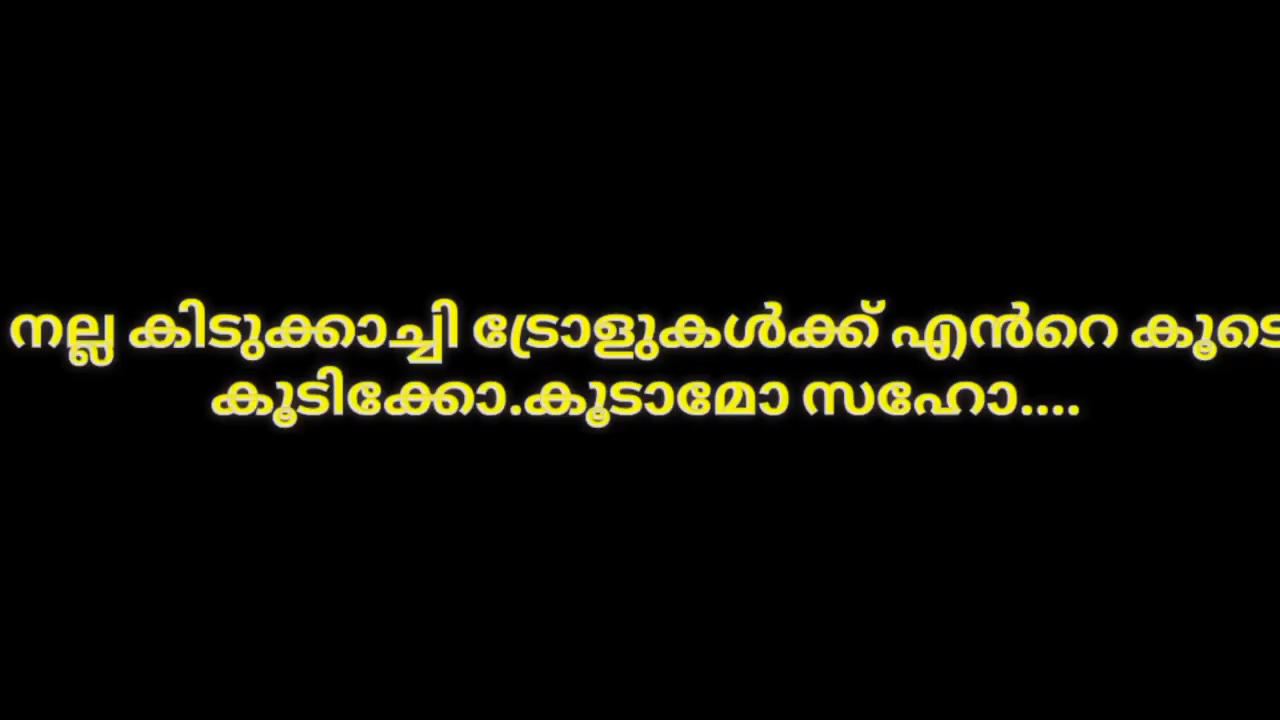 നല്ല കിടുക്കാച്ചി ട്രോളുകൾക്ക് എൻറെ കൂടെ
കൂടിക്കോ.കൂടാമോ സഹോ....